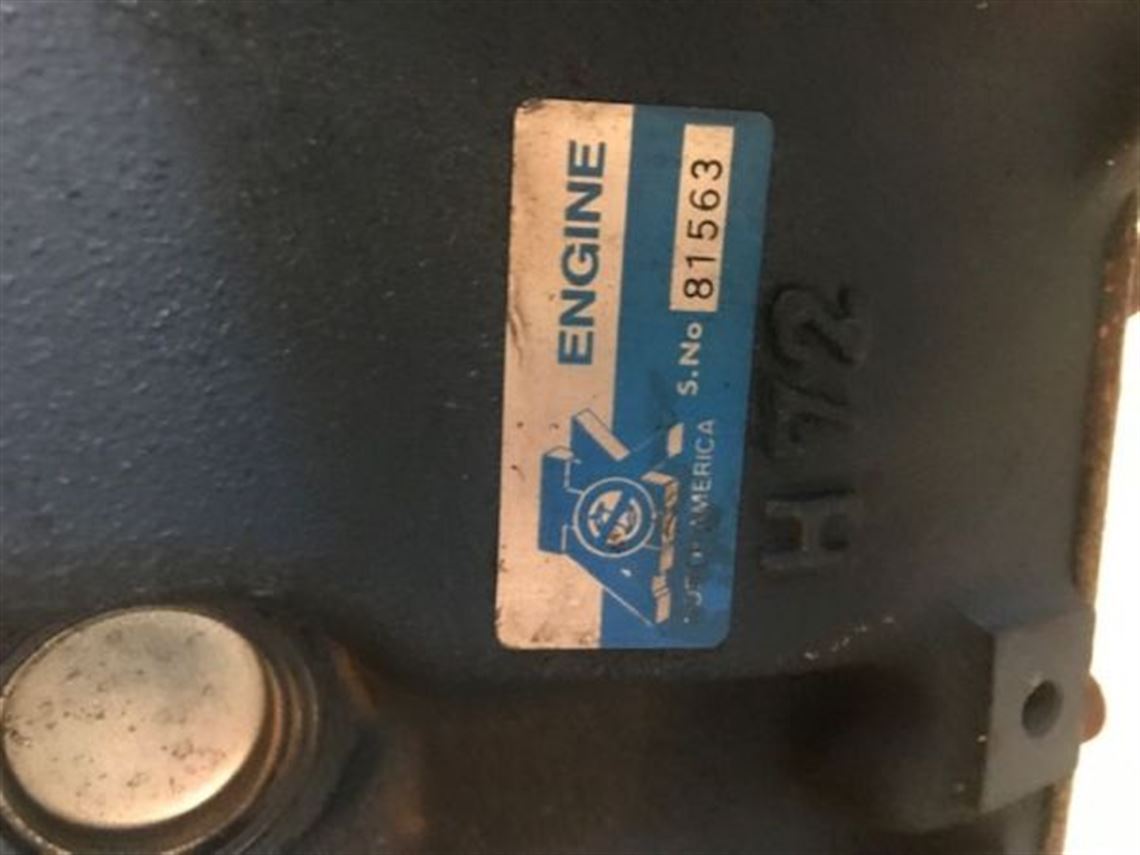 ENGINE
AMERICA S.No 81563
H72